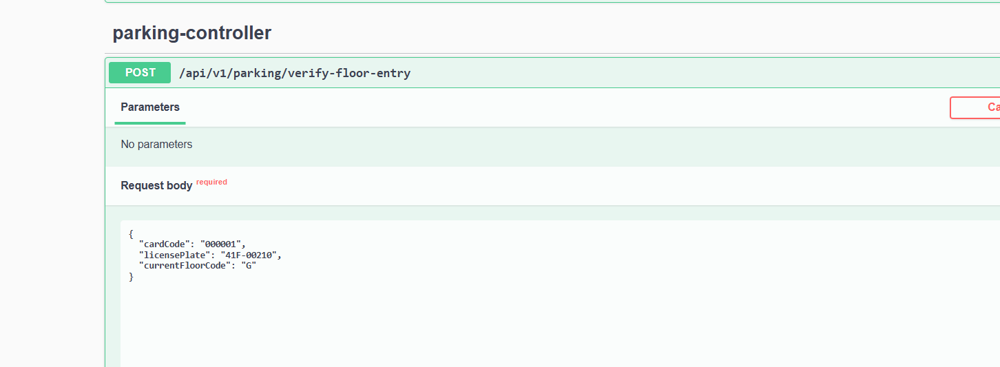 parking-controller
POST /api/v1/parking/verify-floor-entry
Parameters
No parameters
Request body required
{
"cardCode": "000001",
"licensePlate": "41F-00210",
"currentFloorCode": "G"
}